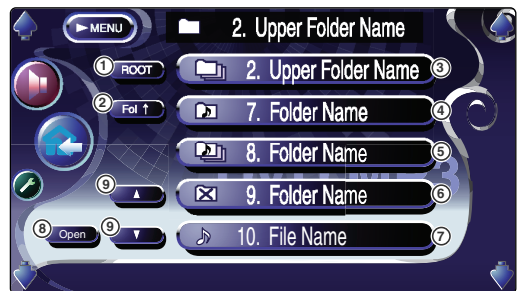 ►MENU 2. Upper Folder Name
① ROOT 2. Upper Folder Name ③
② Fol ↑ 7. Folder Name ④
8. Folder Name ⑤
⑨ ▲ 9. Folder Name ⑥
⑧ Open ⑨ ▼ 10. File Name ⑦